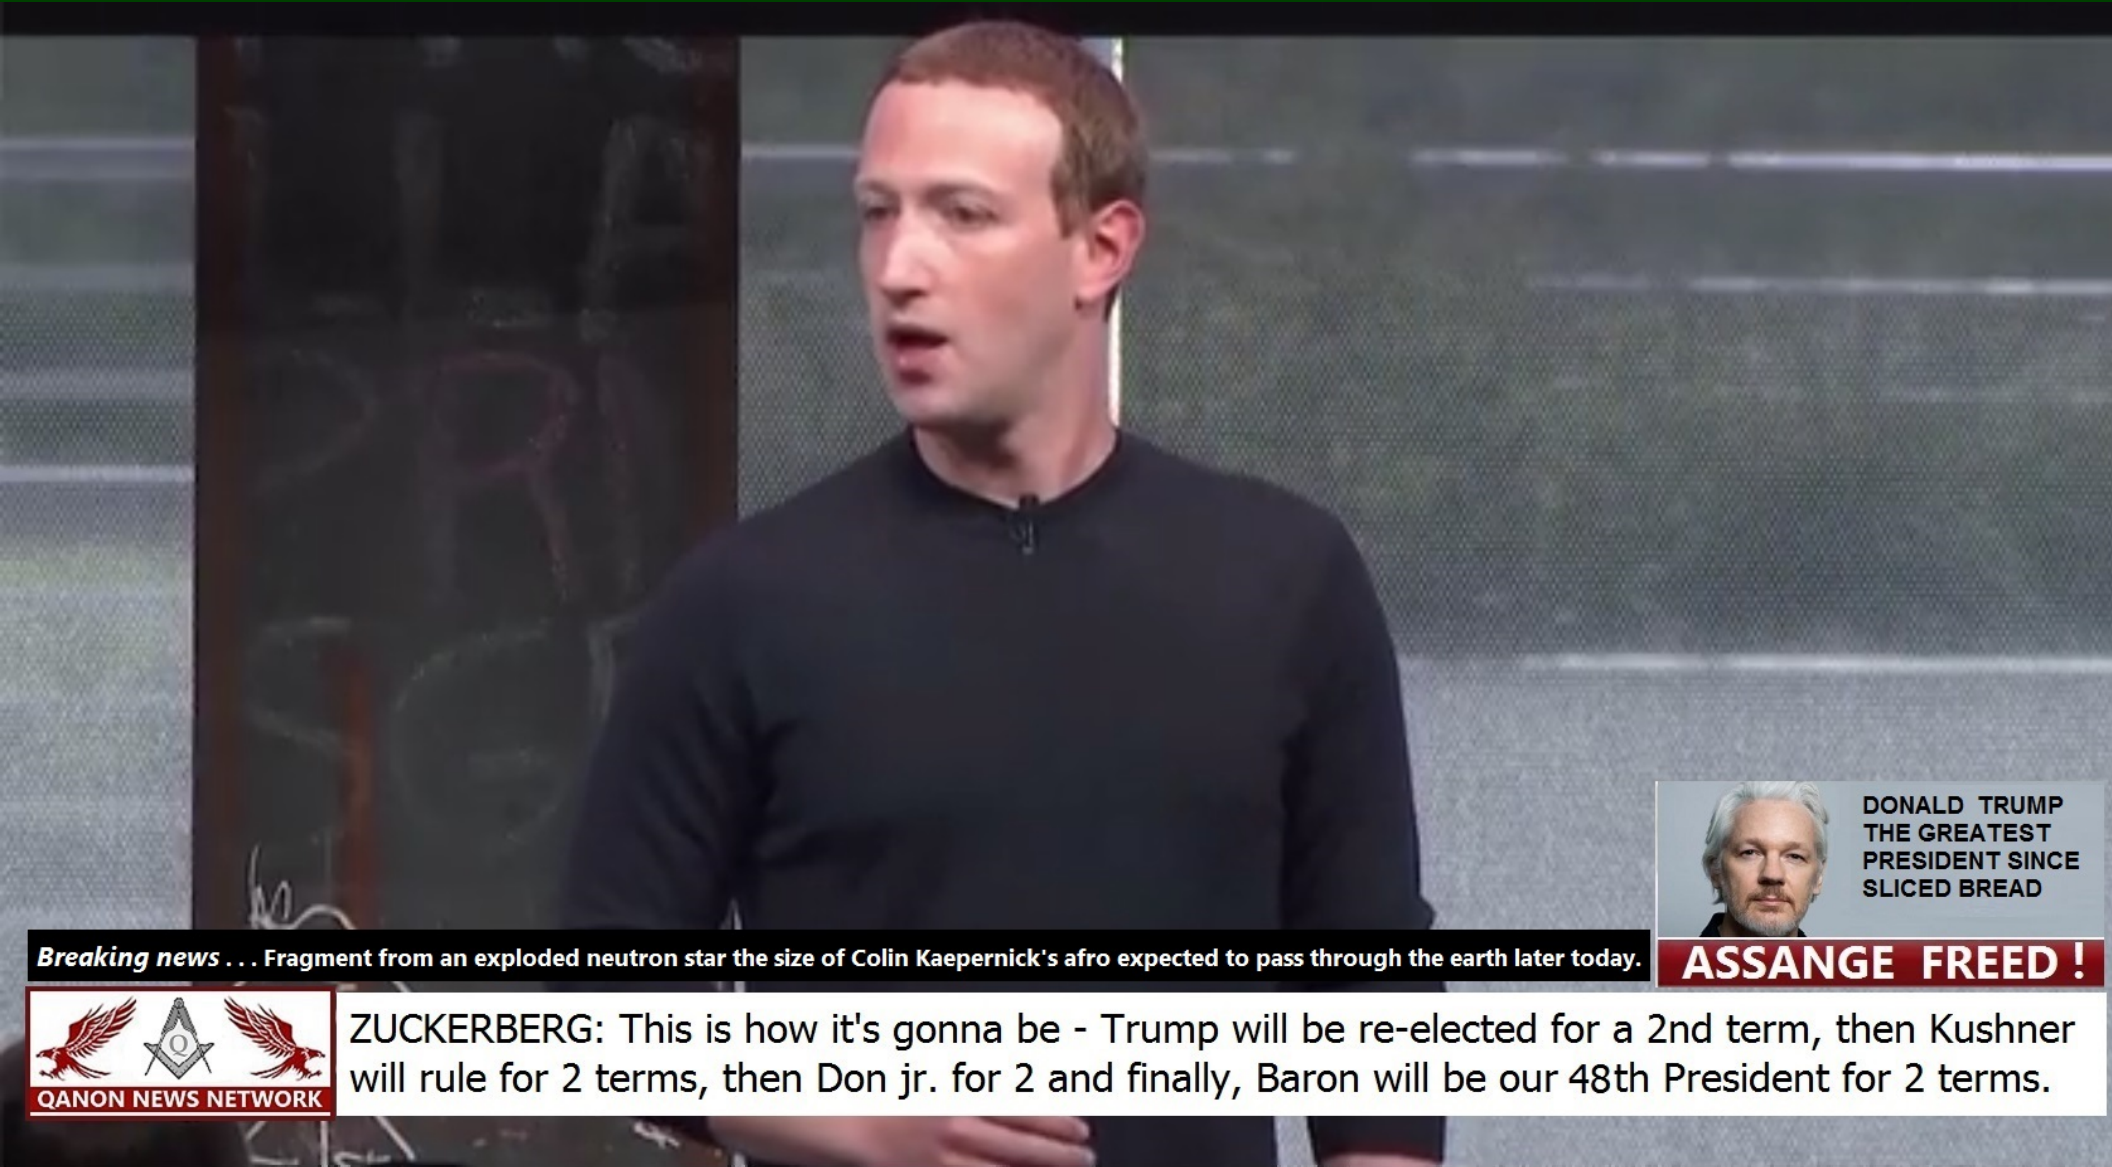 DONALD TRUMP
THE GREATEST
PRESIDENT SINCE
SLICED BREAD
ASSANGE FREED !
Breaking news . . . Fragment from an exploded neutron star the size of Colin Kaepernick's afro expected to pass through the earth later today.
Q
QANON NEWS NETWORK
ZUCKERBERG: This is how it's gonna be - Trump will be re-elected for a 2nd term, then Kushner
will rule for 2 terms, then Don jr. for 2 and finally, Baron will be our 48th President for 2 terms.